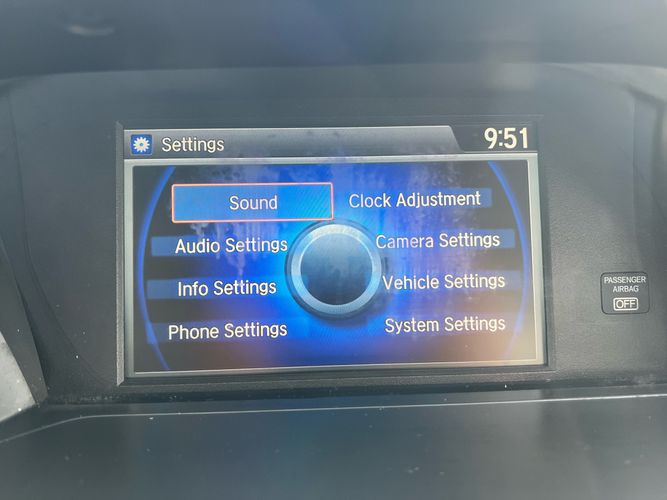 Settings
9:51
Sound
Clock Adjustment
Audio Settings
Camera Settings
Info Settings
Vehicle Settings
Phone Settings
System Settings
PASSENGER
AIRBAG
OFF